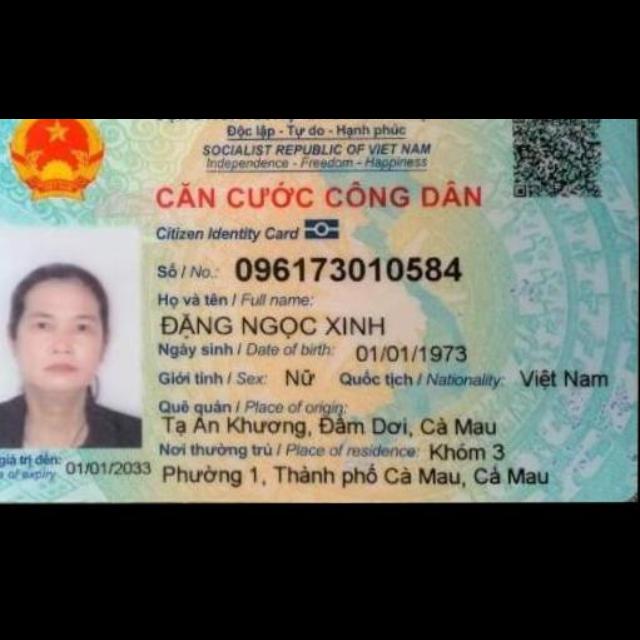 Độc lập - Tự do - Hạnh phúc
SOCIALIST REPUBLIC OF VIET NAM
Independence - Freedom - Happiness
CĂN CƯỚC CÔNG DÂN
Citizen Identity Card
Số / No.: 096173010584
Họ và tên / Full name:
ĐẶNG NGỌC XINH
Ngày sinh / Date of birth: 01/01/1973
Giới tính / Sex: Nữ Quốc tịch / Nationality: Việt Nam
Quê quán / Place of origin:
Tạ An Khương, Đầm Dơi, Cà Mau
Nơi thường trú / Place of residence: Khóm 3
Phường 1, Thành phố Cà Mau, Cà Mau
giá trị đến: 01/01/2033
of expiry